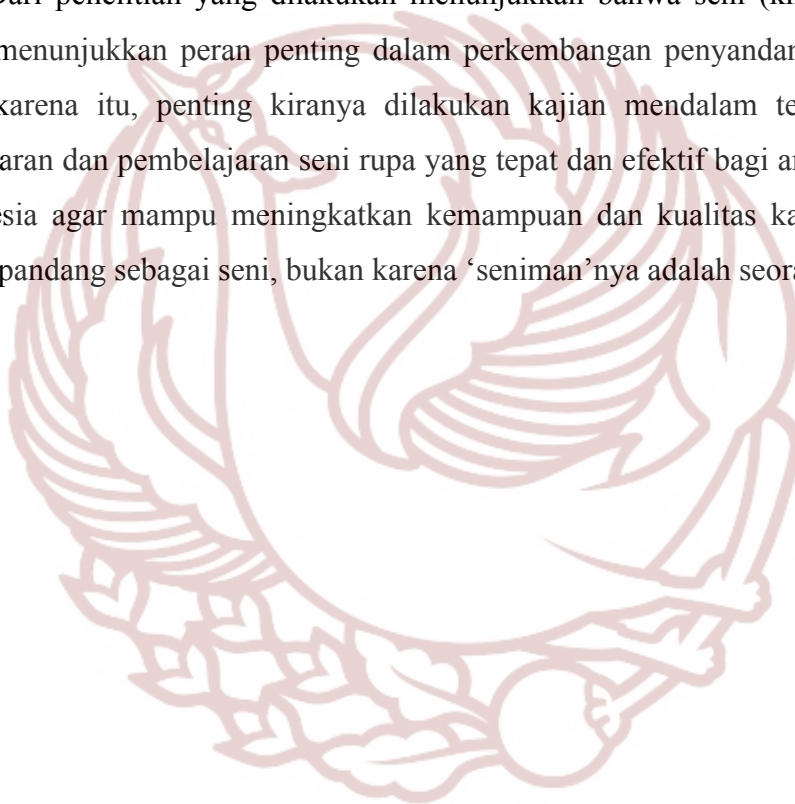 Dari penelitian yang dilakukan menunjukkan bahwa seni
menunjukkan peran penting dalam perkembangan
karena itu, penting kiranya dilakukan kajian mendalam
dan pembelajaran seni rupa yang tepat dan efektif bagi
agar mampu meningkatkan kemampuan dan kualitas
sebagai seni, bukan karena ‘seniman’nya adalah